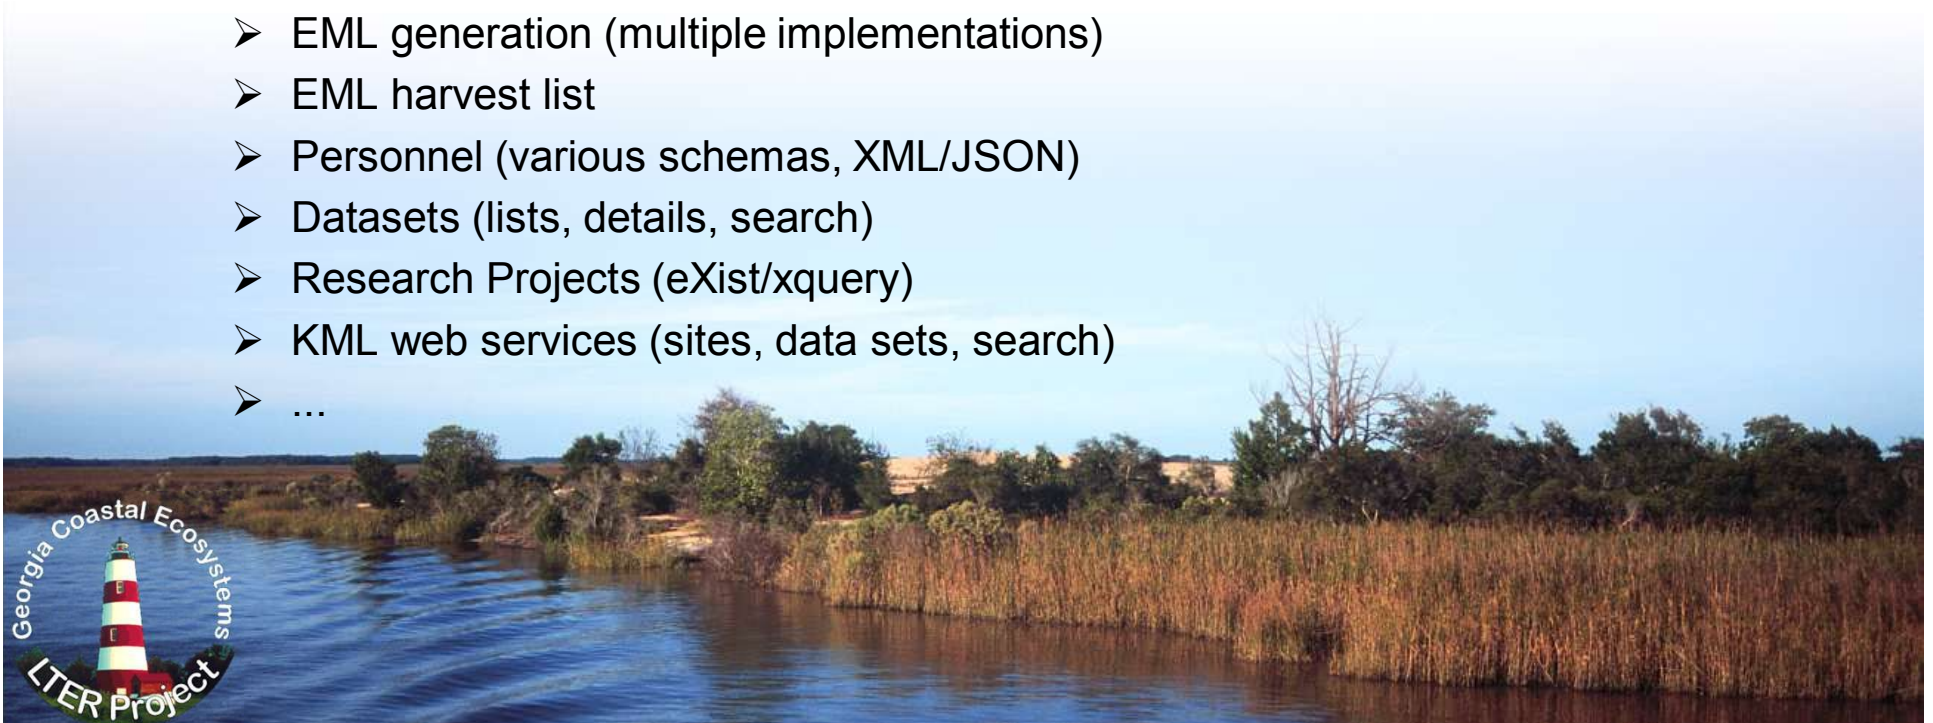 ➢ EML generation (multiple implementations)
➢ EML harvest list
➢ Personnel (various schemas, XML/JSON)
➢ Datasets (lists, details, search)
➢ Research Projects (eXist/xquery)
➢ KML web services (sites, data sets, search)
➢ ...
Georgia Coastal Ecosystems
LTER Project